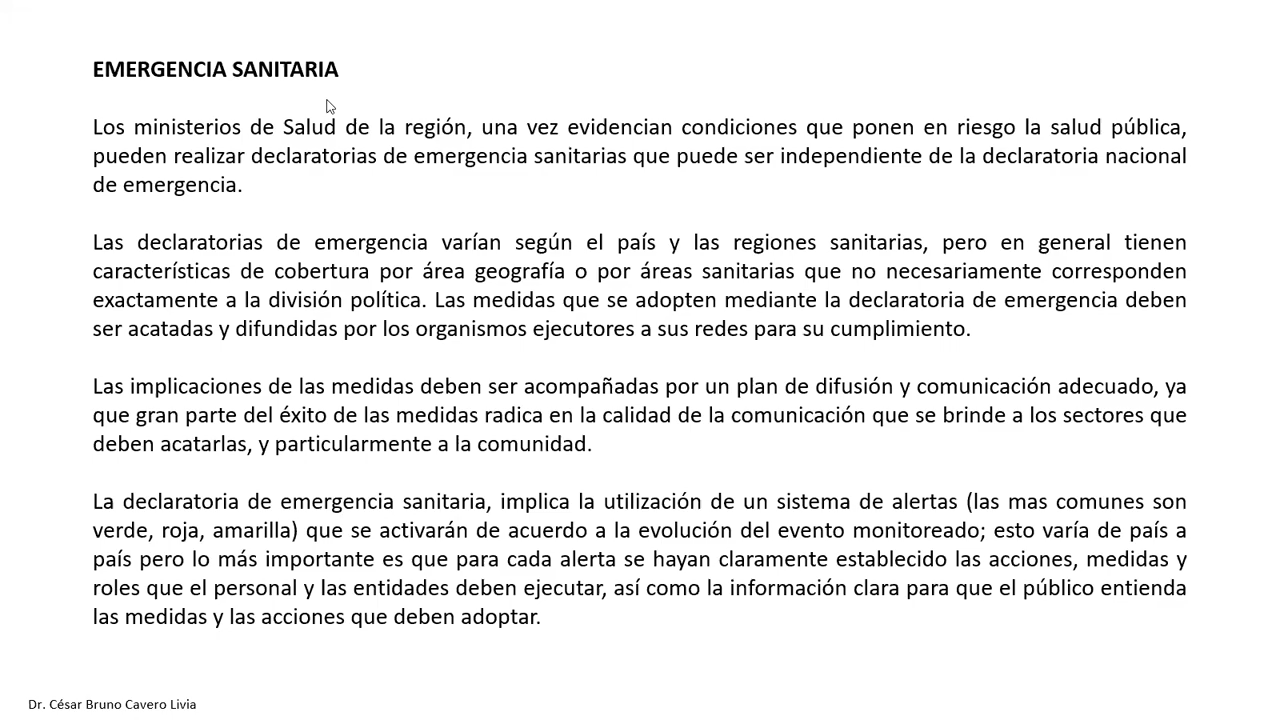 EMERGENCIA SANITARIA
Los ministerios de Salud de la región, una vez evidencian condiciones que ponen en riesgo la salud pública,
pueden realizar declaratorias de emergencia sanitarias que puede ser independiente de la declaratoria nacional
de emergencia.
Las declaratorias de emergencia varían según el país y las regiones sanitarias, pero en general tienen
características de cobertura por área geografía o por áreas sanitarias que no necesariamente corresponden
exactamente a la división política. Las medidas que se adopten mediante la declaratoria de emergencia deben
ser acatadas y difundidas por los organismos ejecutores a sus redes para su cumplimiento.
Las implicaciones de las medidas deben ser acompañadas por un plan de difusión y comunicación adecuado, ya
que gran parte del éxito de las medidas radica en la calidad de la comunicación que se brinde a los sectores que
deben acatarlas, y particularmente a la comunidad.
La declaratoria de emergencia sanitaria, implica la utilización de un sistema de alertas (las mas comunes son
verde, roja, amarilla) que se activarán de acuerdo a la evolución del evento monitoreado; esto varía de país a
país pero lo más importante es que para cada alerta se hayan claramente establecido las acciones, medidas y
roles que el personal y las entidades deben ejecutar, así como la información clara para que el público entienda
las medidas y las acciones que deben adoptar.
Dr. César Bruno Cavero Livia